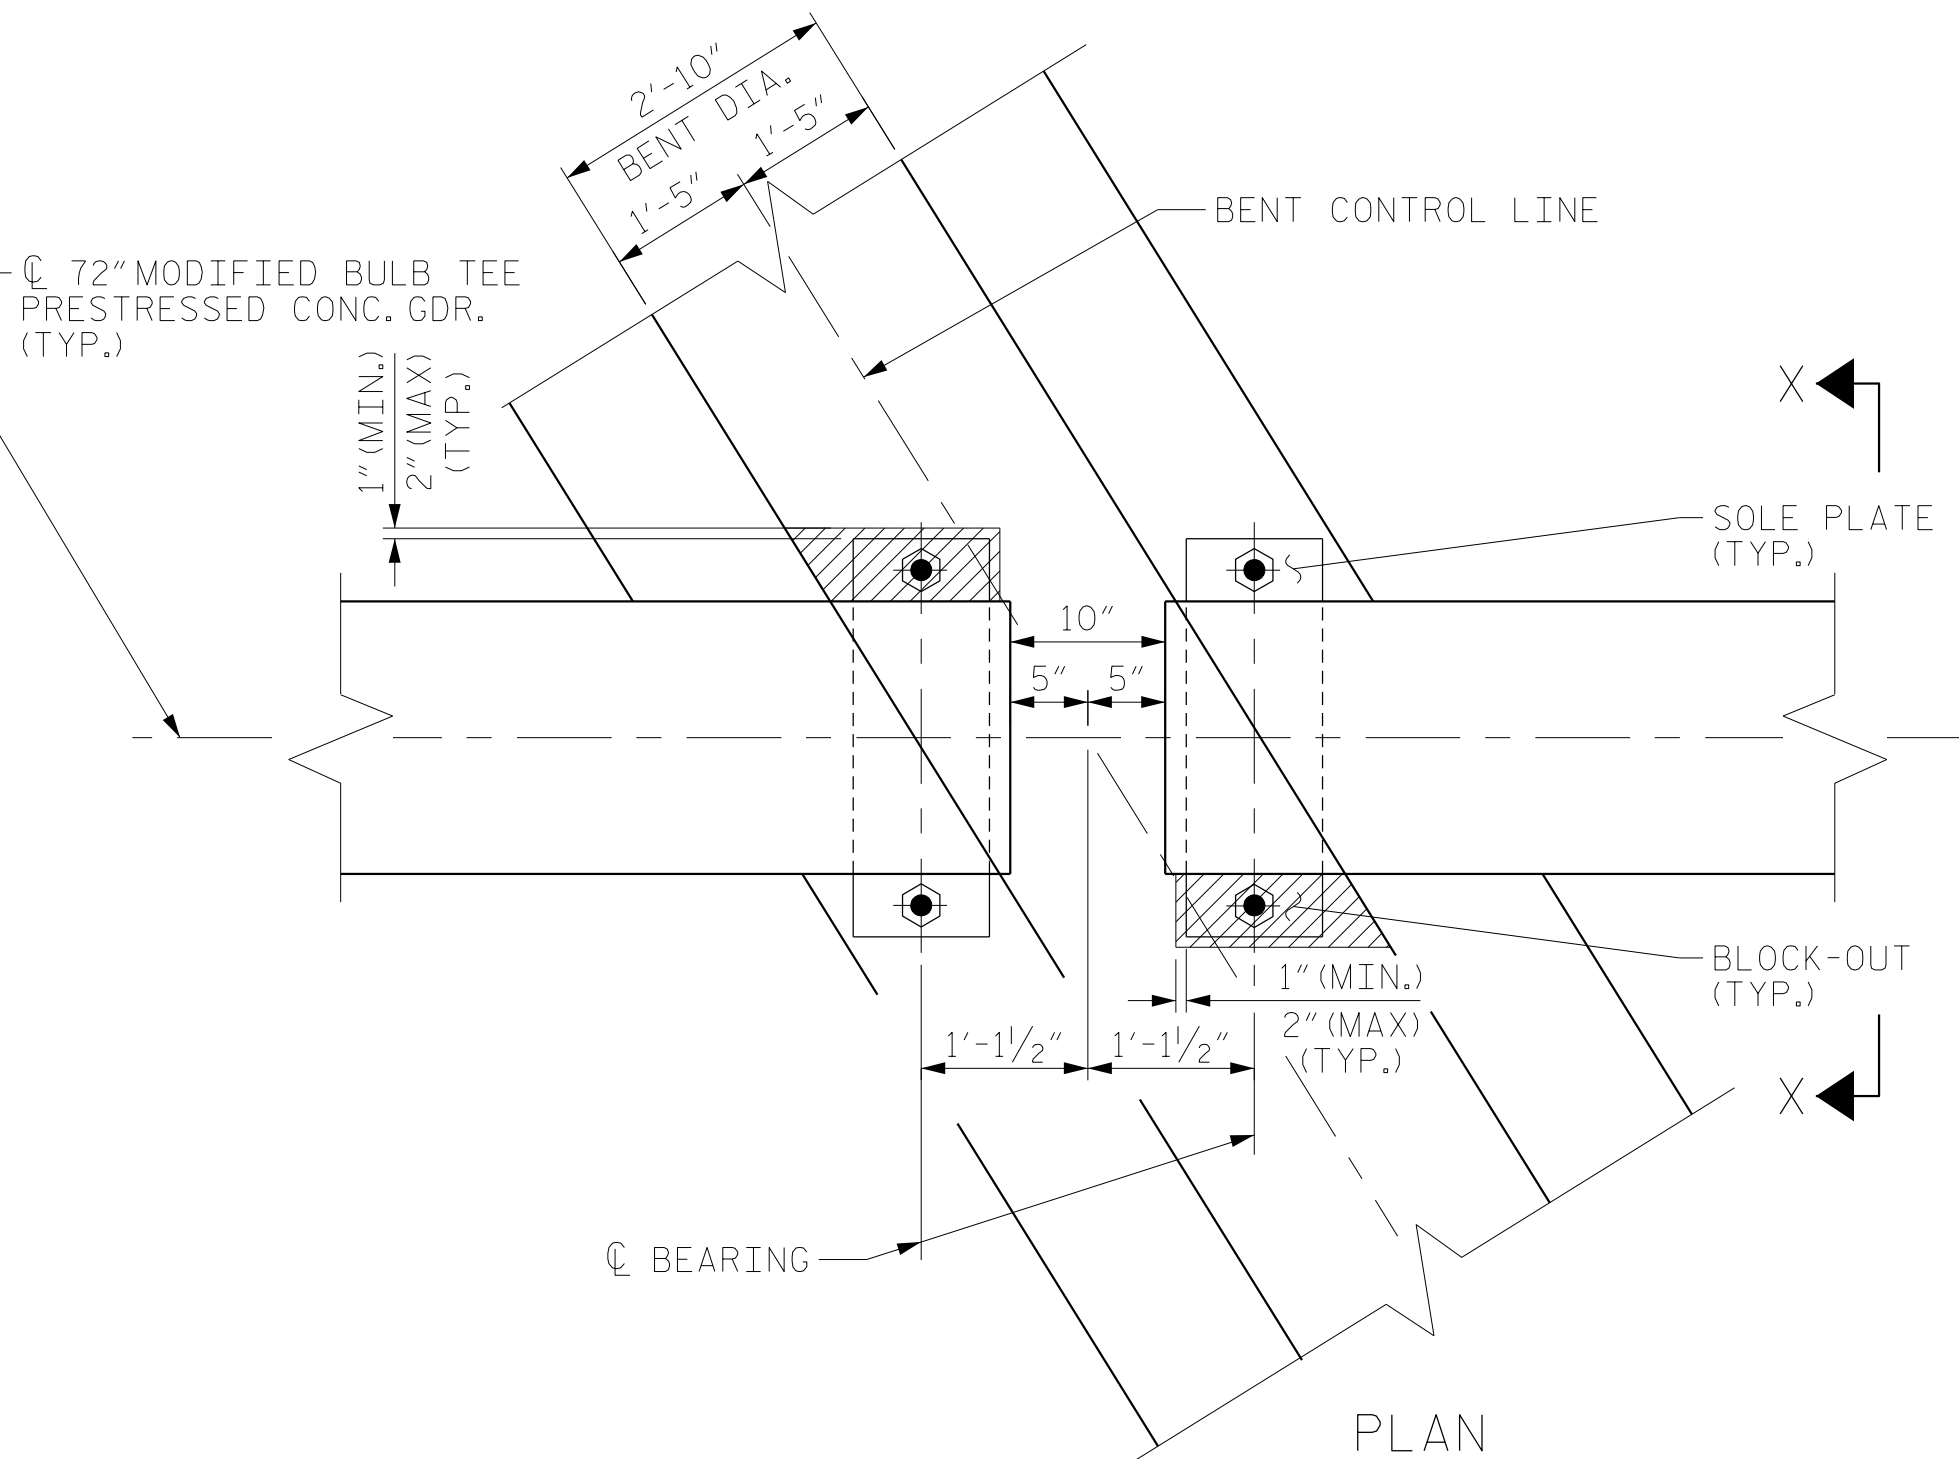 2'-10"
BENT DIA.
1'-5"
1'-5"
BENT CONTROL LINE
℄ 72" MODIFIED BULB TEE
PRESTRESSED CONC. GDR.
(TYP.)
1" (MIN.)
2" (MAX)
(TYP.)
X
SOLE PLATE
(TYP.)
10"
5"
5"
BLOCK-OUT
(TYP.)
1" (MIN.)
2" (MAX)
(TYP.)
1'-1½"
1'-1½"
X
℄ BEARING
PLAN